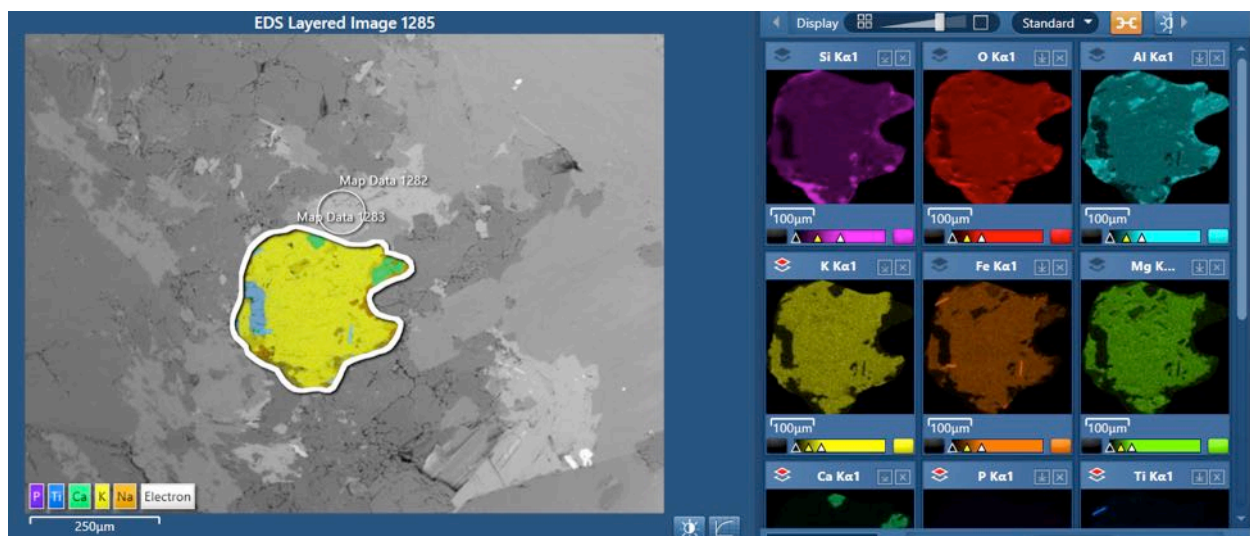 EDS Layered Image 1285
Map Data 1282
Map Data 1283
P Ti Ca K Na Electron
250µm
Display Standard
Si Kα1 O Kα1 Al Kα1
100µm 100µm 100µm
K Kα1 Fe Kα1 Mg K...
100µm 100µm 100µm
Ca Kα1 P Kα1 Ti Kα1